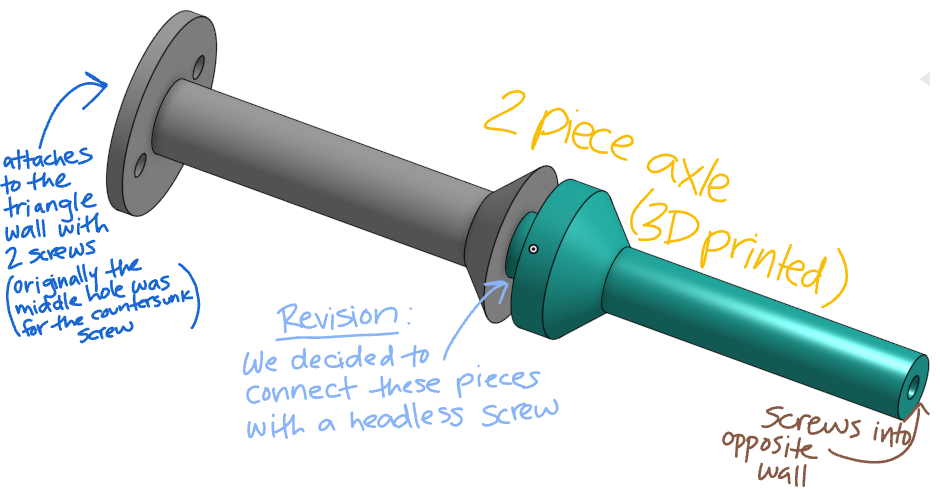 2 piece axle
(3D printed)
attaches
to the
triangle
wall with
2 screws
(originally the
middle hole was
for the countersunk
screw)
Revision:
We decided to
connect these pieces
with a headless screw
Screws into
opposite
wall